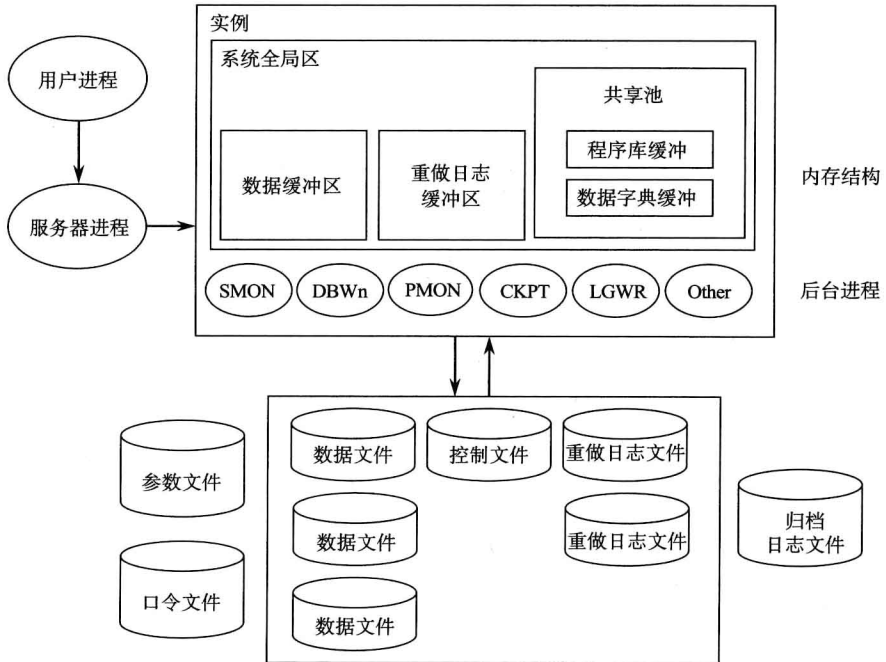 实例
系统全局区
用户进程
共享池
程序库缓冲
数据缓冲区
重做日志
缓冲区
内存结构
数据字典缓冲
服务器进程
SMON
DBWn
PMON
CKPT
LGWR
Other
后台进程
数据文件
控制文件
重做日志文件
参数文件
归档
日志文件
数据文件
重做日志文件
口令文件
数据文件